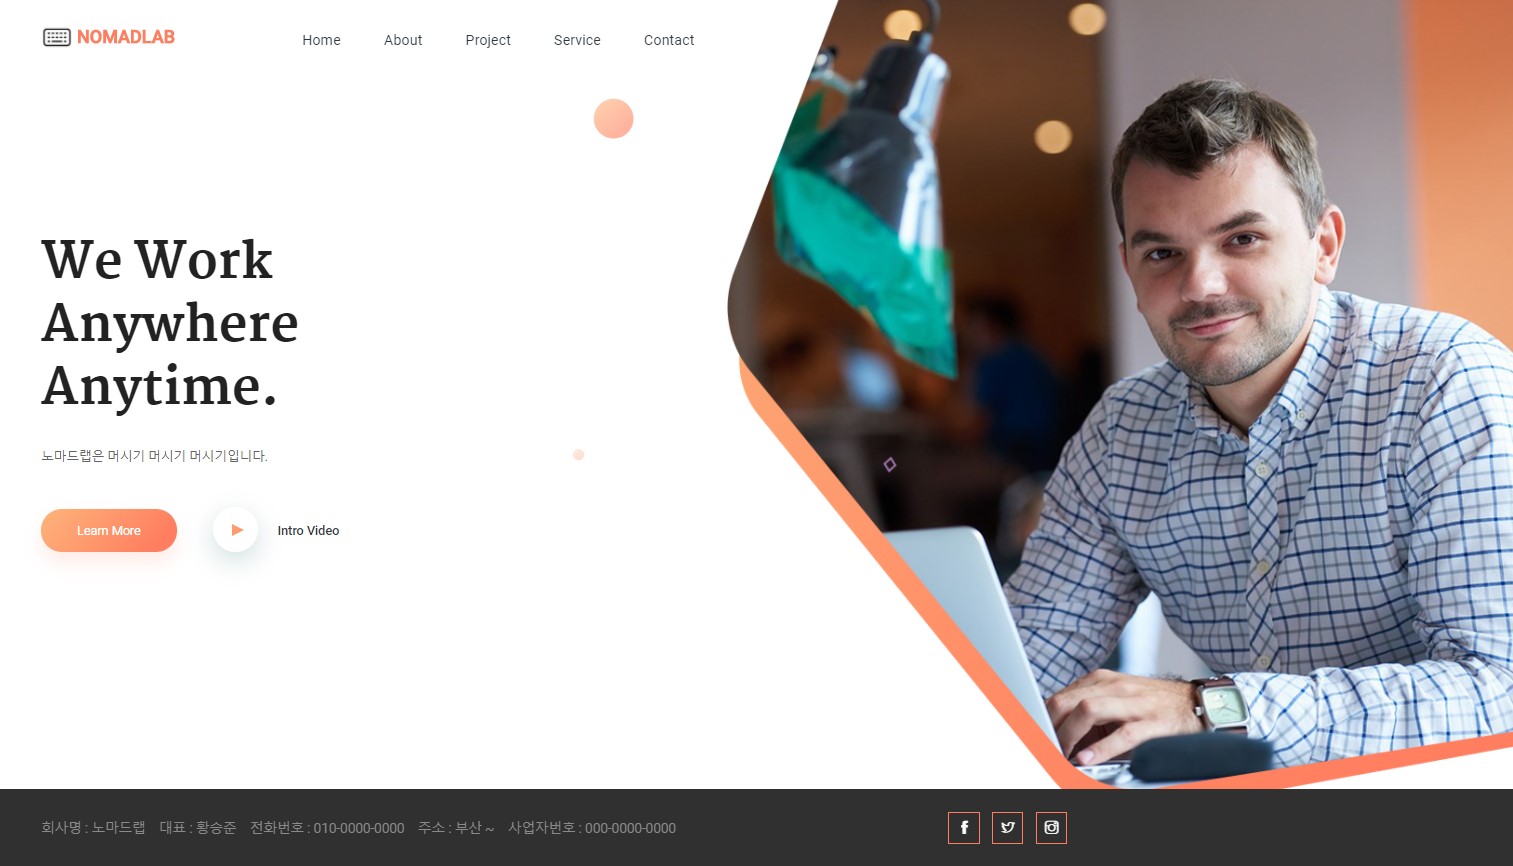 NOMADLAB
Home About Project Service Contact
We Work
Anywhere
Anytime.
노마드랩은 머시기 머시기 머시기입니다.
Learn More Intro Video
회사명 : 노마드랩 대표 : 황승준 전화번호 : 010-0000-0000 주소 : 부산 ~ 사업자번호 : 000-0000-0000